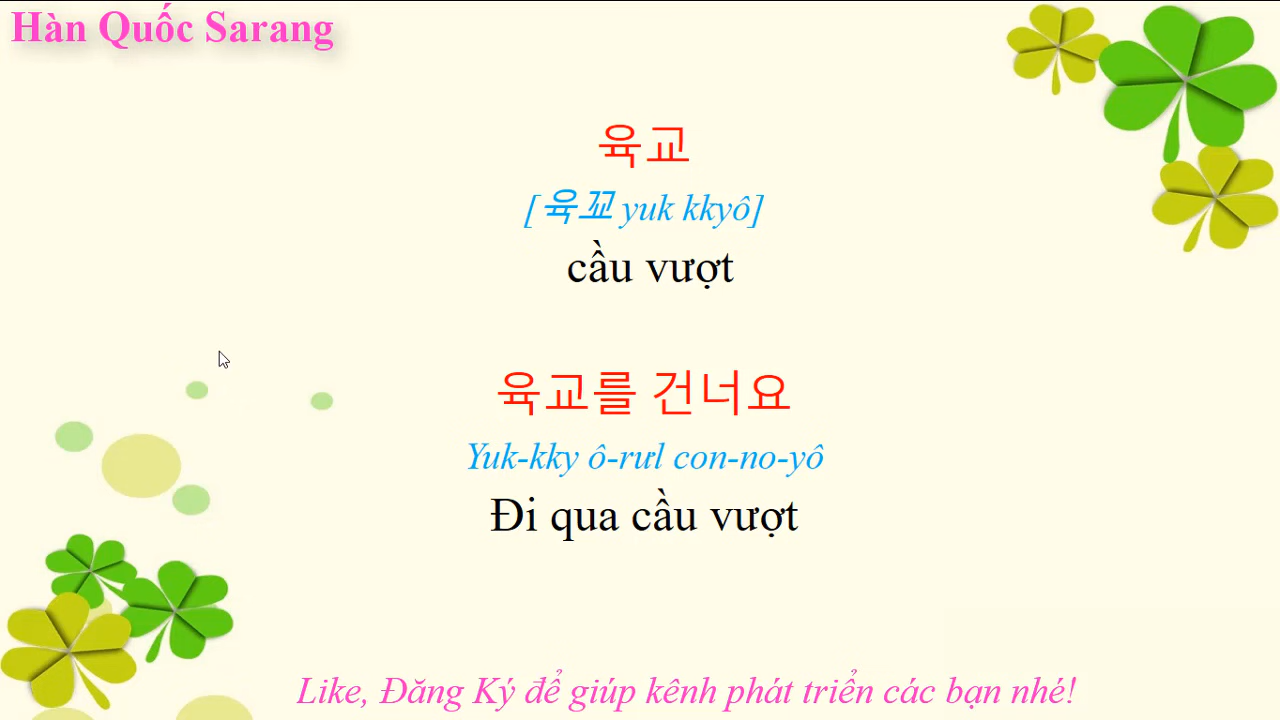 Hàn Quốc Sarang
육교
[육꾜 yuk kkyô]
cầu vượt
육교를 건너요
Yuk-kky ô-rưl con-no-yô
Đi qua cầu vượt
Like, Đăng Ký để giúp kênh phát triển các bạn nhé!